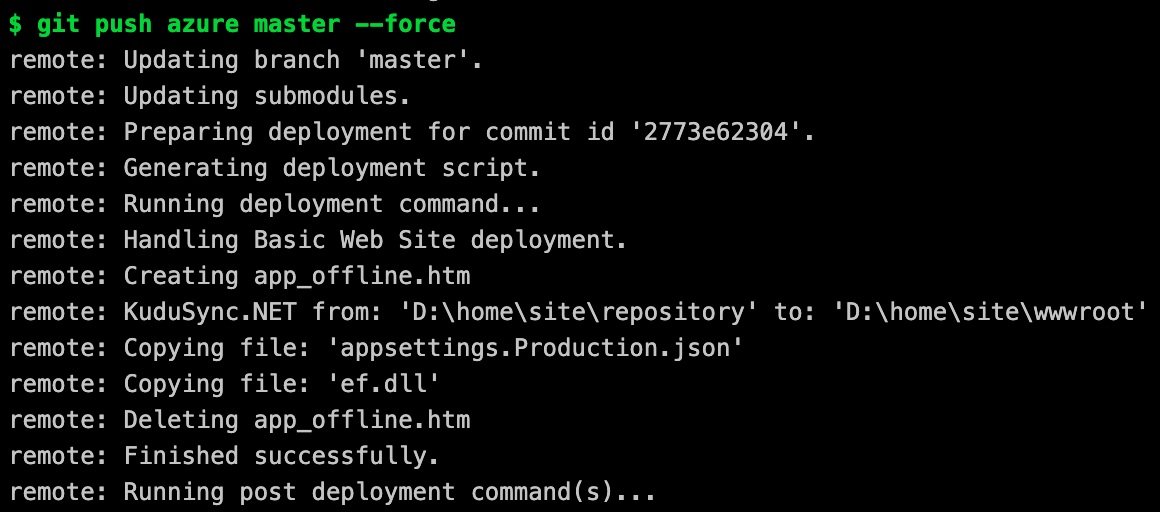 $ git push azure master --force
remote: Updating branch 'master'.
remote: Updating submodules.
remote: Preparing deployment for commit id '2773e62304'.
remote: Generating deployment script.
remote: Running deployment command...
remote: Handling Basic Web Site deployment.
remote: Creating app_offline.htm
remote: KuduSync.NET from: 'D:\home\site\repository' to: 'D:\home\site\wwwroot'
remote: Copying file: 'appsettings.Production.json'
remote: Copying file: 'ef.dll'
remote: Deleting app_offline.htm
remote: Finished successfully.
remote: Running post deployment command(s)...